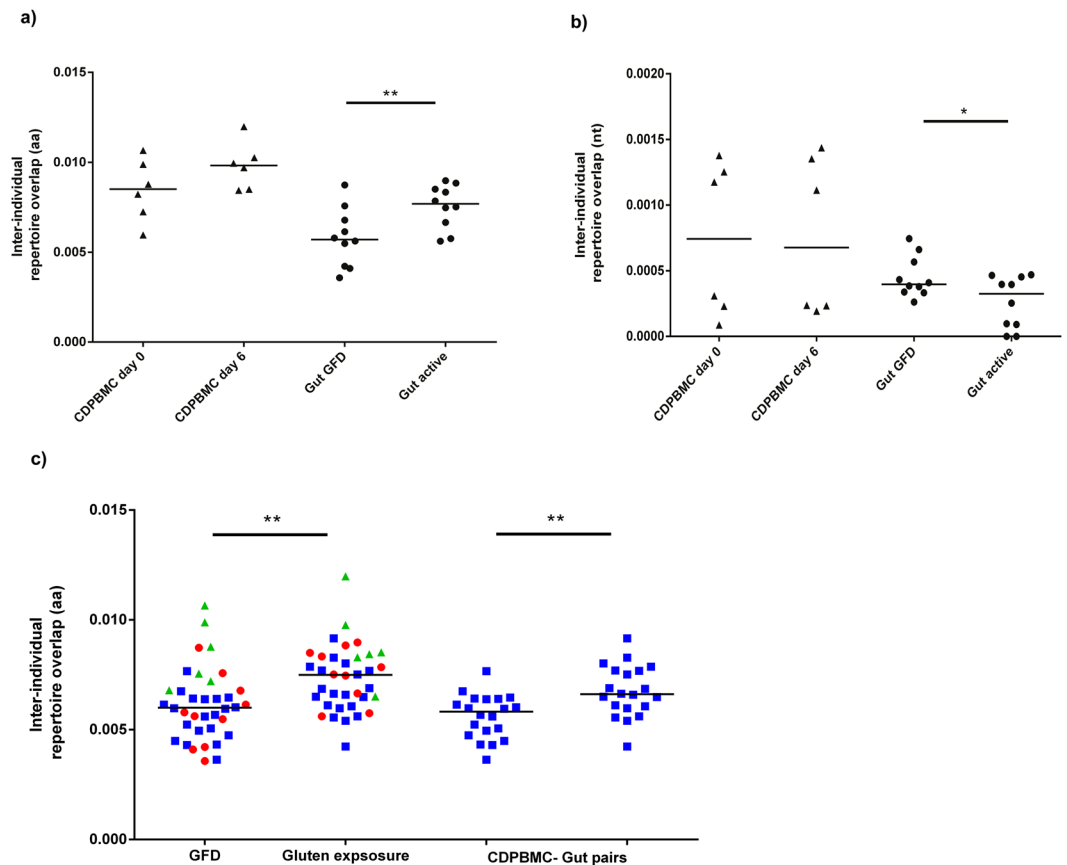 a)
Inter-individual
repertoire overlap (aa)
0.015
0.010
0.005
0.000
**
CDPBMC day 0
CDPBMC day 6
Gut GFD
Gut active
b)
Inter-individual
repertoire overlap (nt)
0.0020
0.0015
0.0010
0.0005
0.0000
*
CDPBMC day 0
CDPBMC day 6
Gut GFD
Gut active
c)
Inter-individual
repertoire overlap (aa)
0.015
0.010
0.005
0.000
**
**
GFD
Gluten expsosure
CDPBMC- Gut pairs